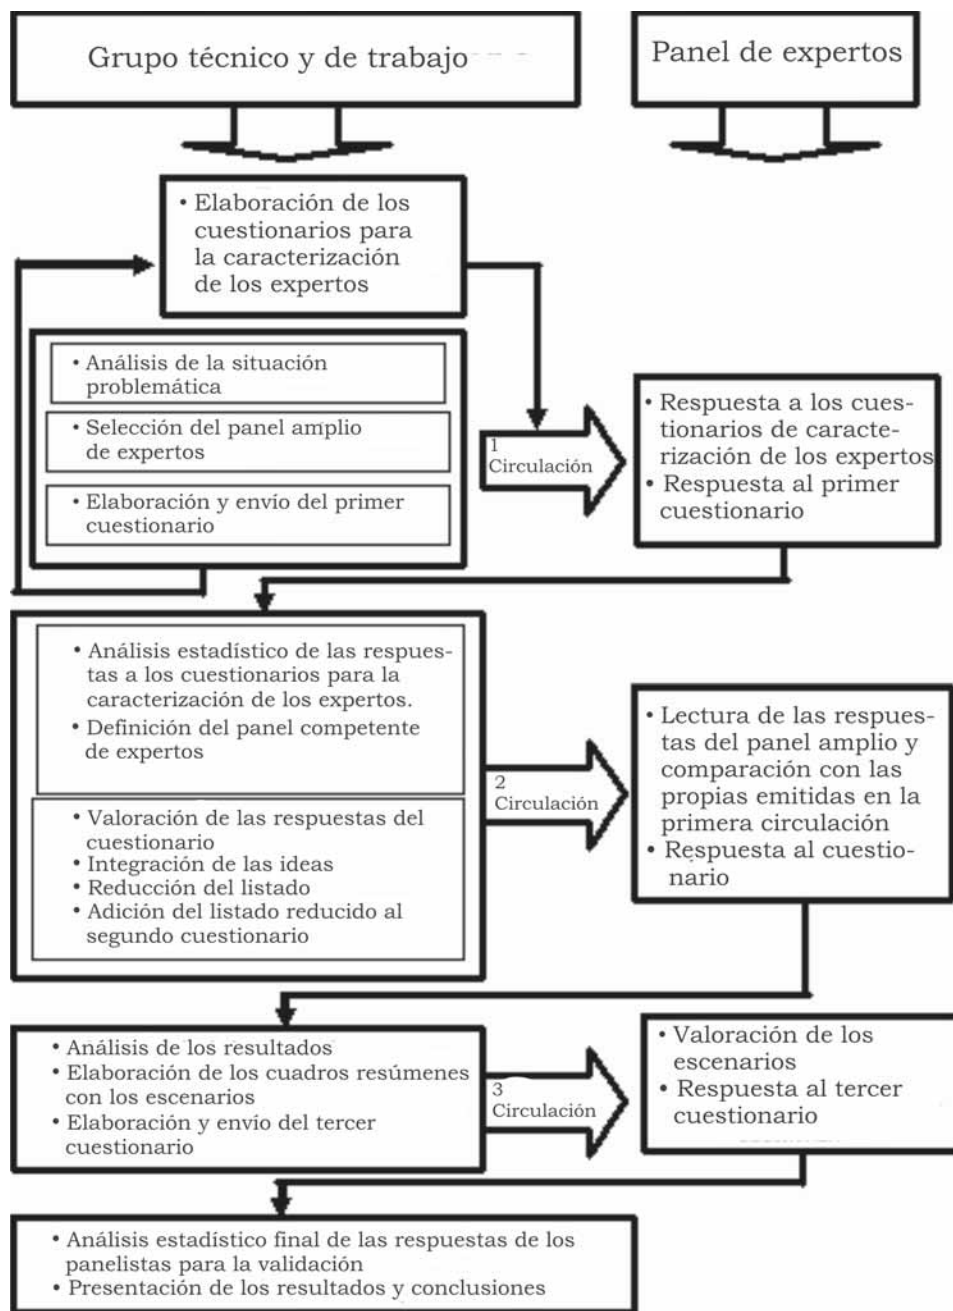 Grupo técnico y de trabajo
Panel de expertos
• Elaboración de los
cuestionarios para
la caracterización
de los expertos
• Análisis de la situación
problemática
• Selección del panel amplio
de expertos
• Elaboración y envío del primer
cuestionario
1
Circulación
• Respuesta a los cues-
tionarios de caracte-
rización de los expertos
• Respuesta al primer
cuestionario
• Análisis estadístico de las respues-
tas a los cuestionarios para la
caracterización de los expertos.
• Definición del panel competente
de expertos
• Valoración de las respuestas del
cuestionario
• Integración de las ideas
• Reducción del listado
• Adición del listado reducido al
segundo cuestionario
2
Circulación
• Lectura de las respues-
tas del panel amplio y
comparación con las
propias emitidas en la
primera circulación
• Respuesta al cuestio-
nario
• Análisis de los resultados
• Elaboración de los cuadros resúmenes
con los escenarios
• Elaboración y envío del tercer
cuestionario
3
Circulación
• Valoración de los
escenarios
• Respuesta al tercer
cuestionario
• Análisis estadístico final de las respuestas de los
panelistas para la validación
• Presentación de los resultados y conclusiones